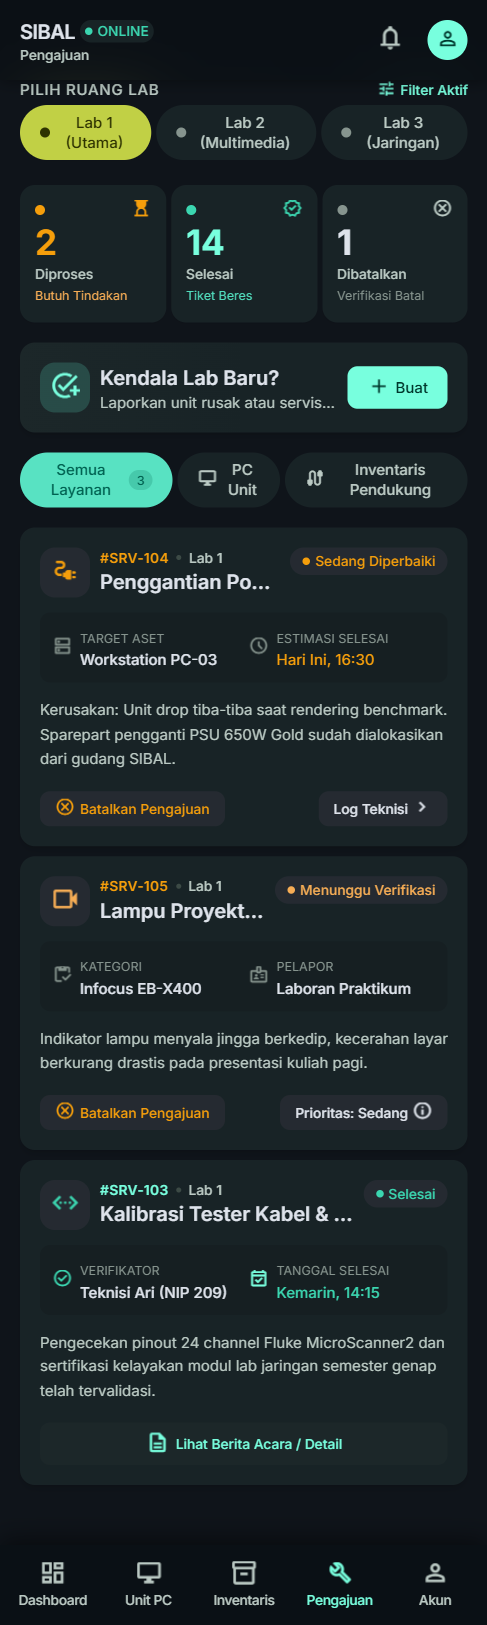 SIBAL ONLINE
Pengajuan
PILIH RUANG LAB Filter Aktif
Lab 1
(Utama)
Lab 2
(Multimedia)
Lab 3
(Jaringan)
2
Diproses
Butuh Tindakan
14
Selesai
Tiket Beres
1
Dibatalkan
Verifikasi Batal
Kendala Lab Baru?
Laporkan unit rusak atau servis...
Buat
Semua
Layanan
3
PC
Unit
Inventaris
Pendukung
#SRV-104 • Lab 1
Penggantian Po...
Sedang Diperbaiki
TARGET ASET
Workstation PC-03
ESTIMASI SELESAI
Hari Ini, 16:30
Kerusakan: Unit drop tiba-tiba saat rendering benchmark.
Sparepart pengganti PSU 650W Gold sudah dialokasikan
dari gudang SIBAL.
Batalkan Pengajuan
Log Teknisi
#SRV-105 • Lab 1
Lampu Proyekt...
Menunggu Verifikasi
KATEGORI
Infocus EB-X400
PELAPOR
Laboran Praktikum
Indikator lampu menyala jingga berkedip, kecerahan layar
berkurang drastis pada presentasi kuliah pagi.
Batalkan Pengajuan
Prioritas: Sedang
#SRV-103 • Lab 1
Kalibrasi Tester Kabel & ...
Selesai
VERIFIKATOR
Teknisi Ari (NIP 209)
TANGGAL SELESAI
Kemarin, 14:15
Pengecekan pinout 24 channel Fluke MicroScanner2 dan
sertifikasi kelayakan modul lab jaringan semester genap
telah tervalidasi.
Lihat Berita Acara / Detail
Dashboard Unit PC Inventaris Pengajuan Akun